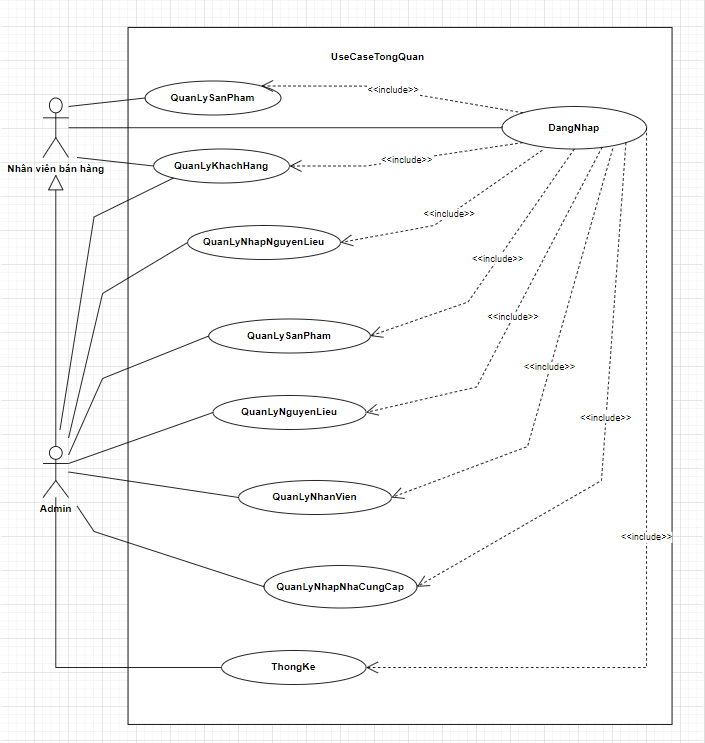 UseCaseTongQuan
QuanLySanPham
<<include>>
DangNhap
Nhân viên bán hàng
QuanLyKhachHang
<<include>>
<<include>>
QuanLyNhapNguyenLieu
<<include>>
<<include>>
QuanLySanPham
<<include>>
QuanLyNguyenLieu
<<include>>
QuanLyNhanVien
Admin
<<include>>
QuanLyNhapNhaCungCap
ThongKe